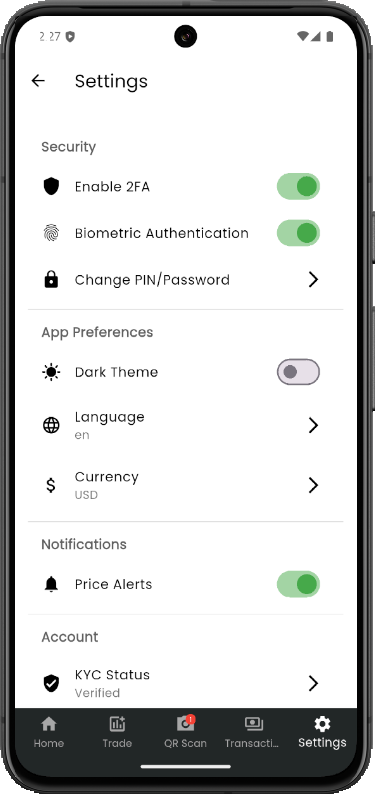 2:27
Settings
Security
Enable 2FA
Biometric Authentication
Change PIN/Password
App Preferences
Dark Theme
Language
en
Currency
USD
Notifications
Price Alerts
Account
KYC Status
Verified
Home
Trade
QR Scan
Transacti...
Settings